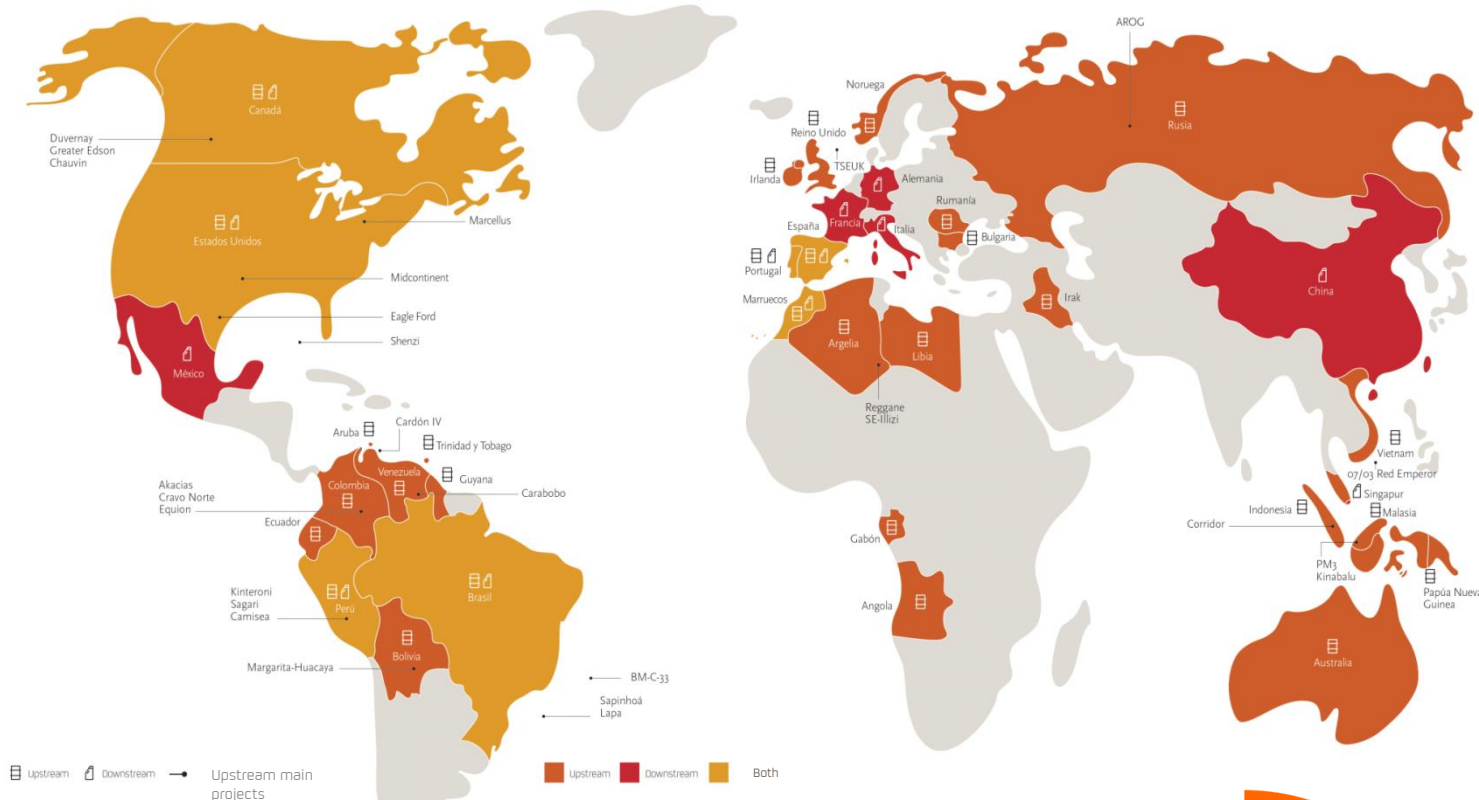 Canadá
Duvernay
Greater Edson
Chauvin
Estados Unidos
Marcellus
Midcontinent
Eagle Ford
Shenzi
México
Aruba
Cardón IV
Trinidad y Tobago
Venezuela
Guyana
Colombia
Carabobo
Akacias
Cravo Norte
Equion
Ecuador
Kinteroni
Sagari
Camisea
Perú
Brasil
Bolivia
Margarita-Huacaya
BM-C-33
Sapinhoá
Lapa
AROG
Noruega
Rusia
Reino Unido
TSEUK
Irlanda
Alemania
Rumanía
Francia
Italia
España
Bulgaria
Portugal
Marruecos
Irak
China
Argelia
Libia
Reggane
SE-Illizi
Vietnam
07/03 Red Emperor
Singapur
Indonesia
Malasia
Corridor
Gabón
PM3
Kinabalu
Papúa Nueva
Guinea
Angola
Australia
Upstream
Downstream
Upstream main
projects
Upstream
Downstream
Both